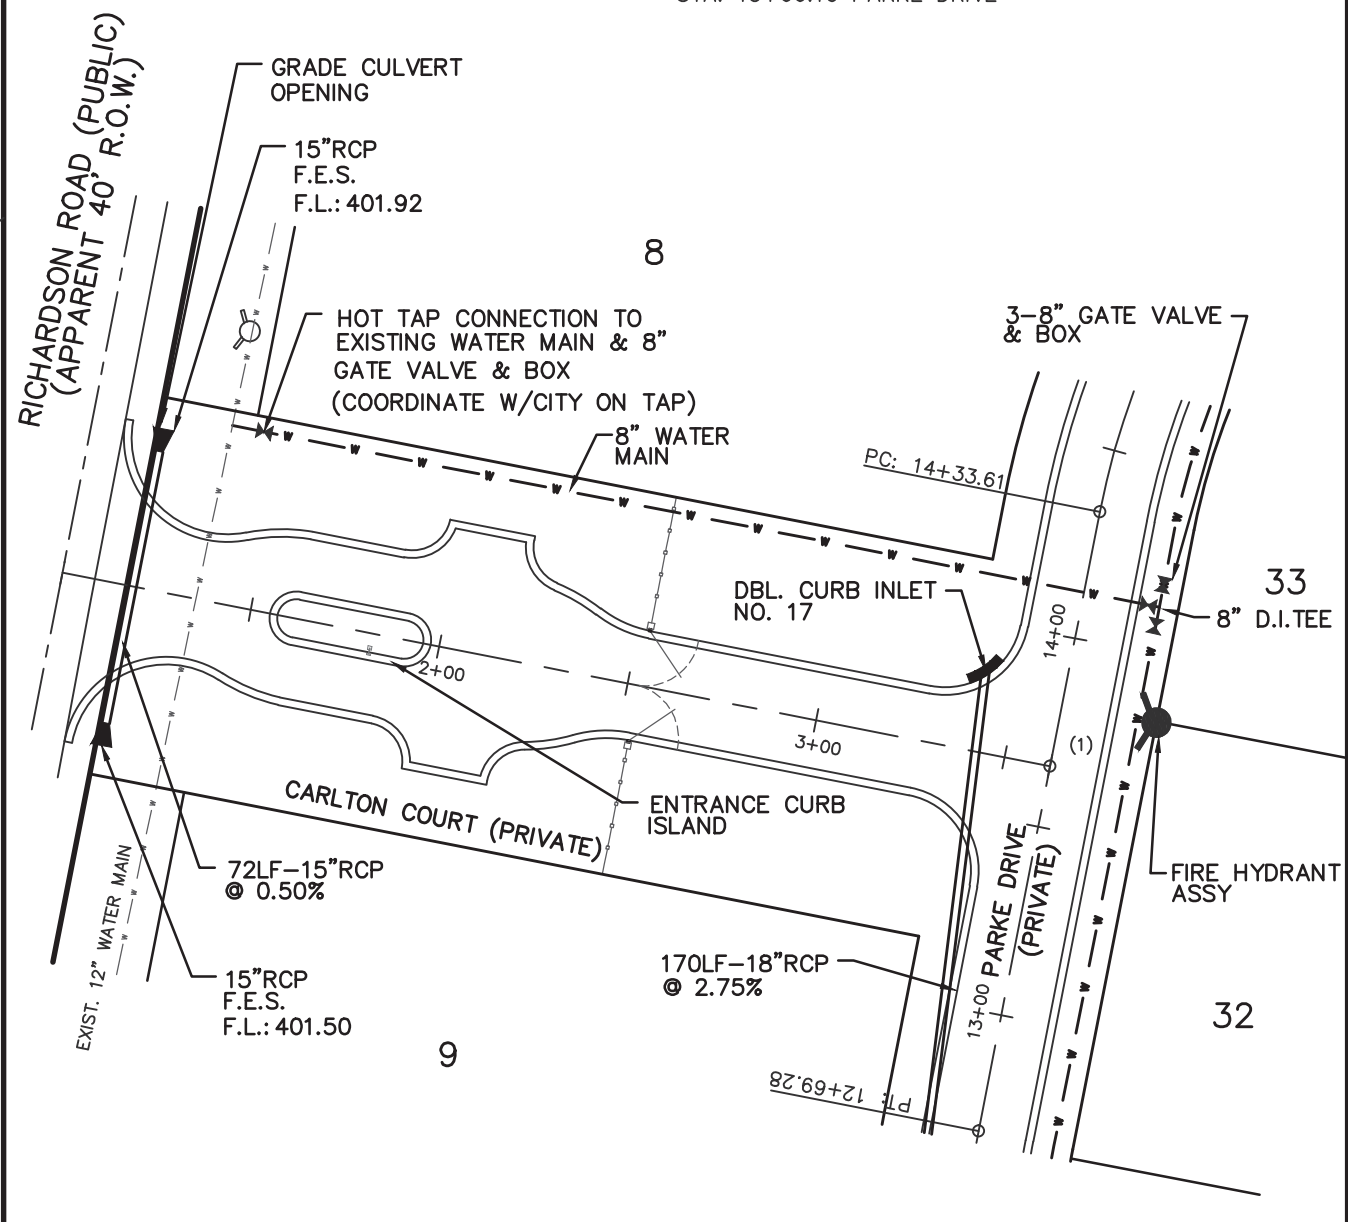 RICHARDSON ROAD (PUBLIC)
(APPARENT 40' R.O.W.)
GRADE CULVERT
OPENING
15"RCP
F.E.S.
F.L.: 401.92
8
HOT TAP CONNECTION TO
EXISTING WATER MAIN & 8"
GATE VALVE & BOX
(COORDINATE W/CITY ON TAP)
8" WATER
MAIN
3-8" GATE VALVE
& BOX
PC: 14+33.61
DBL. CURB INLET
NO. 17
14+00
33
8" D.I.TEE
2+00
3+00
(1)
ENTRANCE CURB
ISLAND
CARLTON COURT (PRIVATE)
72LF-15"RCP
@ 0.50%
EXIST. 12" WATER MAIN
15"RCP
F.E.S.
F.L.: 401.50
9
170LF-18"RCP
@ 2.75%
PARKE DRIVE
(PRIVATE)
13+00
FIRE HYDRANT
ASSY
32
PT: 12+69.28